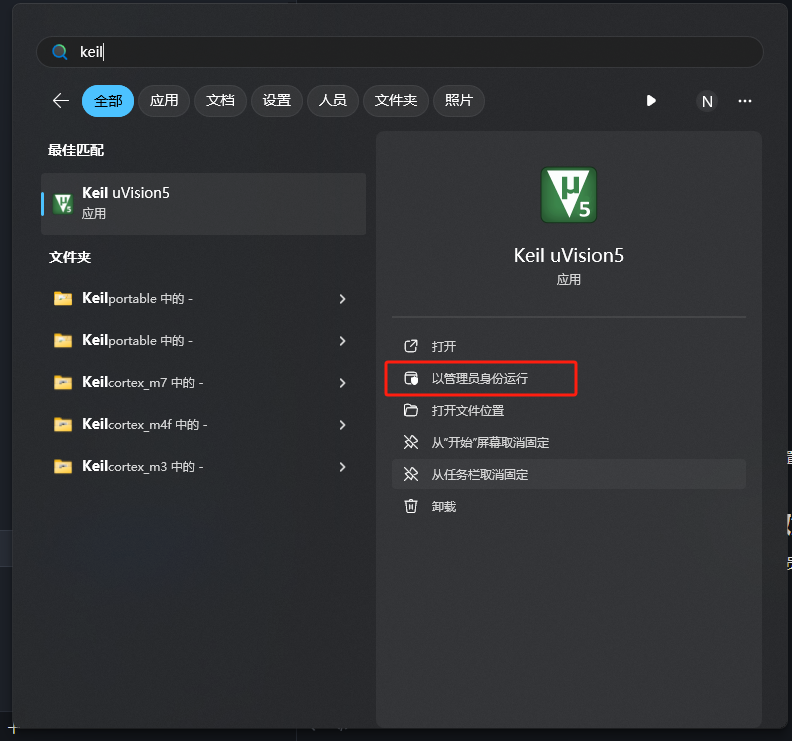 keil
全部 应用 文档 设置 人员 文件夹 照片 N
最佳匹配
Keil uVision5
应用
文件夹
Keilportable 中的 -
Keilportable 中的 -
Keilcortex_m7 中的 -
Keilcortex_m4f 中的 -
Keilcortex_m3 中的 -
μ5
Keil uVision5
应用
打开
以管理员身份运行
打开文件位置
从"开始"屏幕取消固定
从任务栏取消固定
卸载